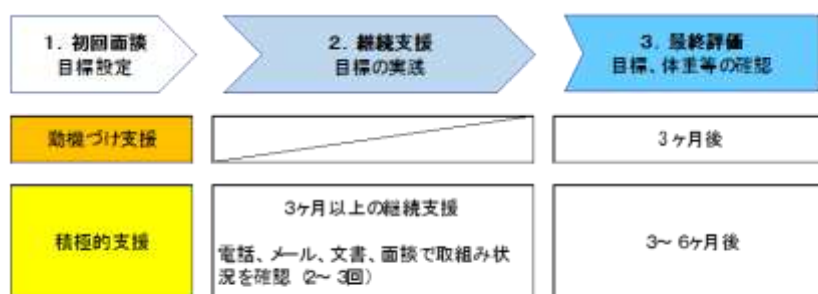 1. 初回面談
目標設定
2. 継続支援
目標の実践
3. 最終評価
目標、体重等の確認
動機づけ支援
3ヶ月後
積極的支援
3ヶ月以上の継続支援
電話、メール、文書、面談で取組み状
況を確認（2～3回）
3～6ヶ月後